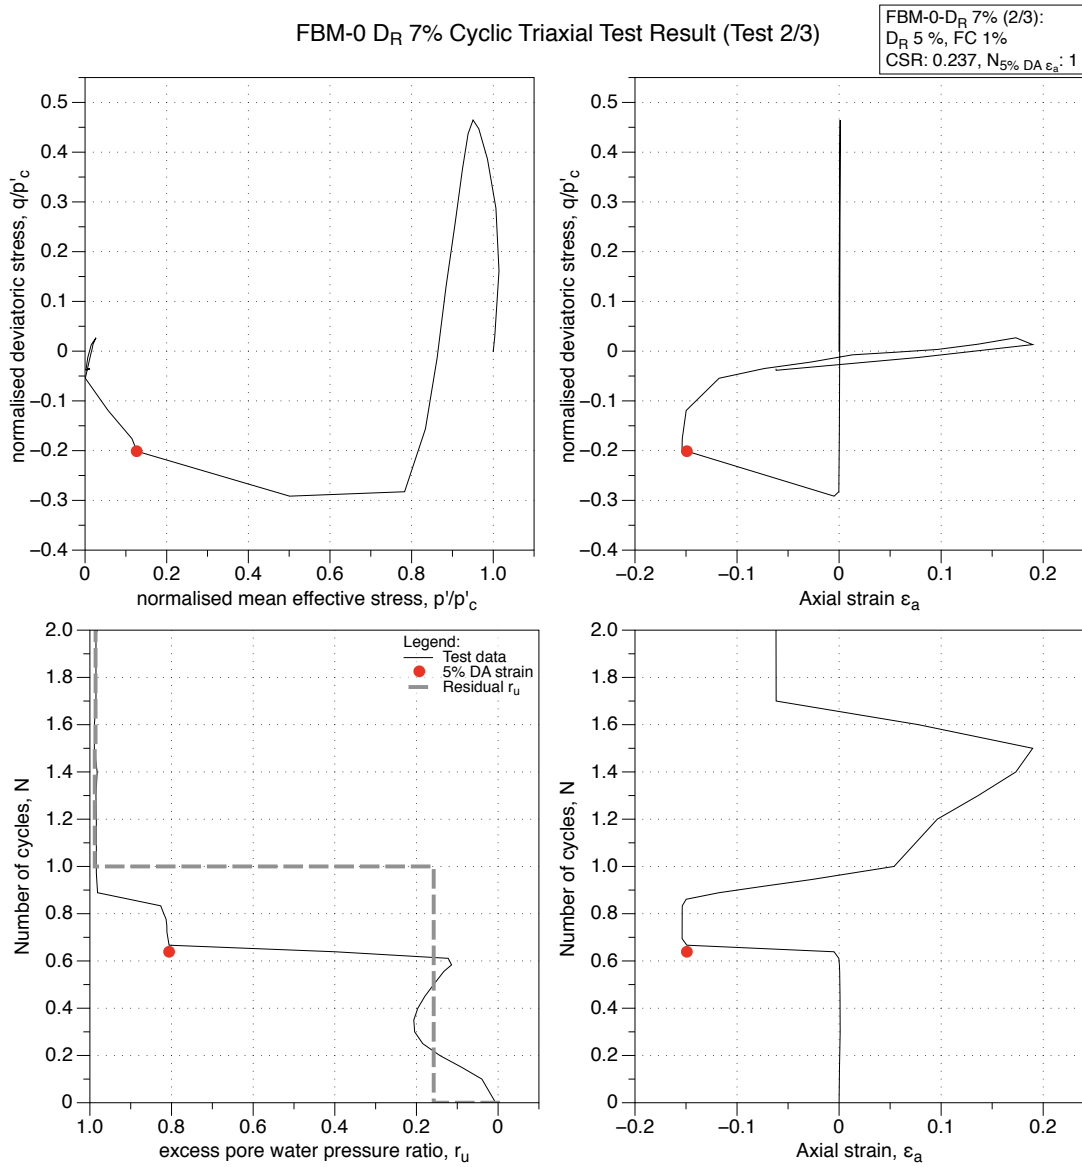 FBM-0 D_R 7% Cyclic Triaxial Test Result (Test 2/3)
FBM-0-D_R 7% (2/3):
D_R 5 %, FC 1%
CSR: 0.237, N_5% DA ε_a: 1
normalised deviatoric stress, q/p'_c
0.5
0.4
0.3
0.2
0.1
0
−0.1
−0.2
−0.3
−0.4
0 0.2 0.4 0.6 0.8 1.0
normalised mean effective stress, p'/p'_c
normalised deviatoric stress, q/p'_c
0.5
0.4
0.3
0.2
0.1
0
−0.1
−0.2
−0.3
−0.4
−0.2 −0.1 0 0.1 0.2
Axial strain ε_a
Number of cycles, N
2.0
1.8
1.6
1.4
1.2
1.0
0.8
0.6
0.4
0.2
0
Legend:
Test data
5% DA strain
Residual r_u
1.0 0.8 0.6 0.4 0.2 0
excess pore water pressure ratio, r_u
Number of cycles, N
2.0
1.8
1.6
1.4
1.2
1.0
0.8
0.6
0.4
0.2
0
−0.2 −0.1 0 0.1 0.2
Axial strain, ε_a